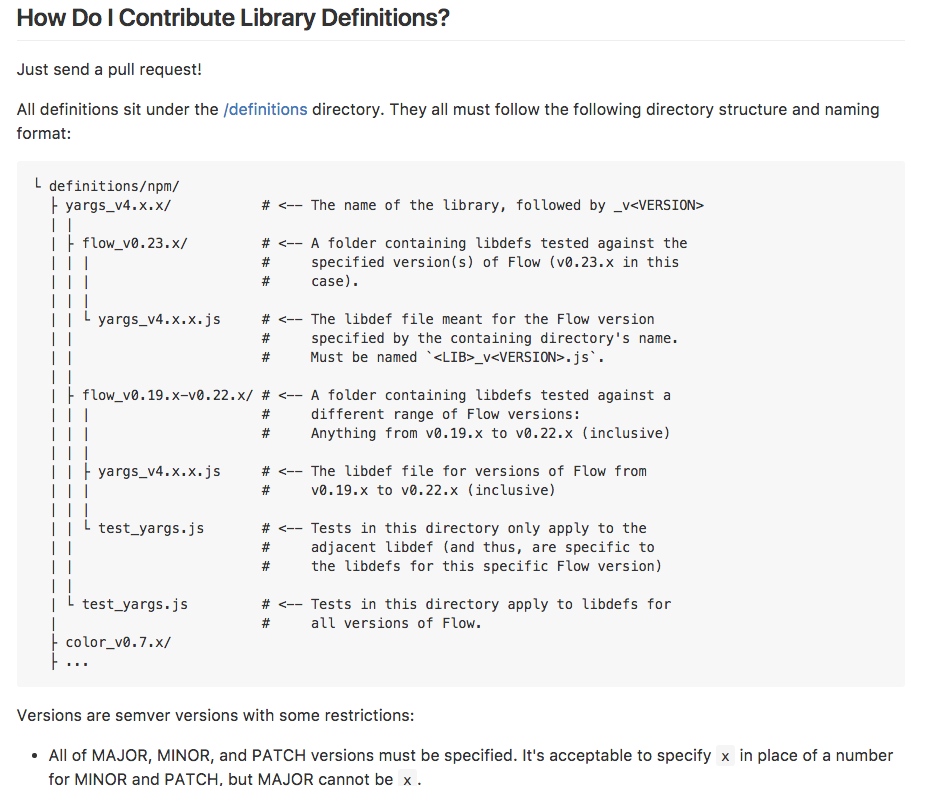 How Do I Contribute Library Definitions?
Just send a pull request!
All definitions sit under the /definitions directory. They all must follow the following directory structure and naming
format:
└ definitions/npm/
  ├ yargs_v4.x.x/           # <-- The name of the library, followed by _v<VERSION>
  | |
  | ├ flow_v0.23.x/         # <-- A folder containing libdefs tested against the
  | | |                     #     specified version(s) of Flow (v0.23.x in this
  | | |                     #     case).
  | | |
  | | └ yargs_v4.x.x.js     # <-- The libdef file meant for the Flow version
  | |                       #     specified by the containing directory's name.
  | |                       #     Must be named `<LIB>_v<VERSION>.js`.
  | |
  | ├ flow_v0.19.x-v0.22.x/ # <-- A folder containing libdefs tested against a
  | | |                     #     different range of Flow versions:
  | | |                     #     Anything from v0.19.x to v0.22.x (inclusive)
  | | |
  | | ├ yargs_v4.x.x.js     # <-- The libdef file for versions of Flow from
  | | |                     #     v0.19.x to v0.22.x (inclusive)
  | | |
  | | └ test_yargs.js       # <-- Tests in this directory only apply to the
  | |                       #     adjacent libdef (and thus, are specific to
  | |                       #     the libdefs for this specific Flow version)
  | |
  | └ test_yargs.js         # <-- Tests in this directory apply to libdefs for
  |                         #     all versions of Flow.
  ├ color_v0.7.x/
  ├ ...
Versions are semver versions with some restrictions:
• All of MAJOR, MINOR, and PATCH versions must be specified. It's acceptable to specify x in place of a number
for MINOR and PATCH, but MAJOR cannot be x .